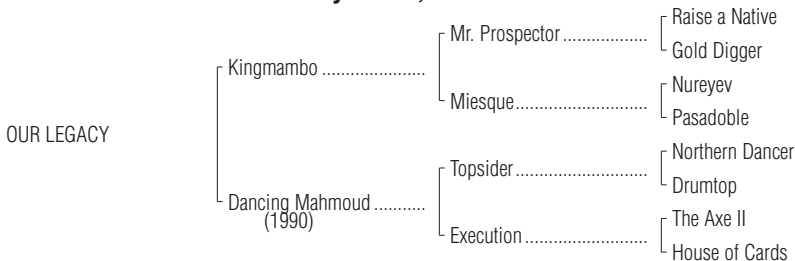 Raise a Native
Mr. Prospector
Gold Digger
Kingmambo
Nureyev
Miesque
Pasadoble
OUR LEGACY
Northern Dancer
Topsider
Drumtop
Dancing Mahmoud
(1990)
The Axe II
Execution
House of Cards